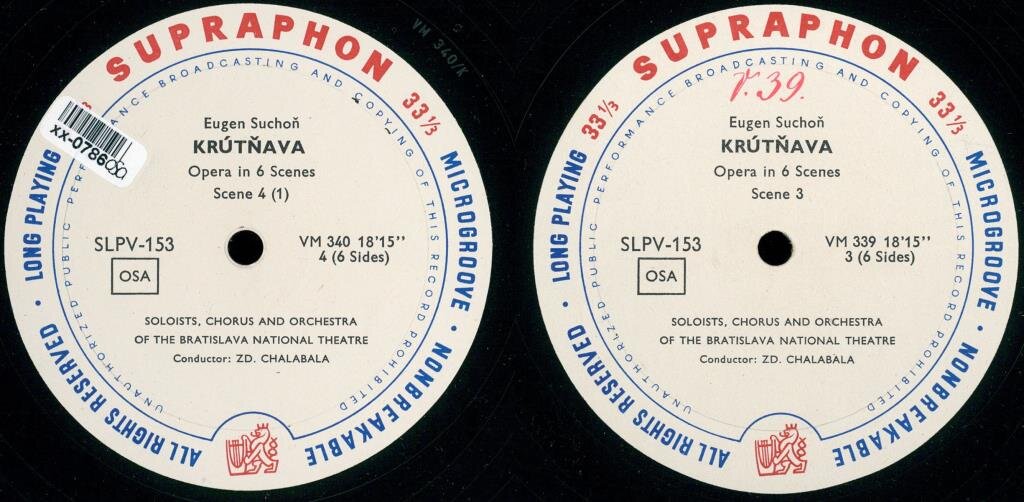 SUPRAPHON
33 1/3
MICROGROOVE • NONBREAKABLE
LONG PLAYING • ALL RIGHTS RESERVED
UNAUTHORIZED PUBLIC PERFORMANCE BROADCASTING AND COPYING OF THIS RECORD PROHIBITED
VM 340/K
xx-0786
Eugen Suchoň
KRÚTŇAVA
Opera in 6 Scenes
Scene 4 (1)
SLPV-153
OSA
VM 340 18'15''
4 (6 Sides)
SOLOISTS, CHORUS AND ORCHESTRA
OF THE BRATISLAVA NATIONAL THEATRE
Conductor: ZD. CHALABALA
SUPRAPHON
33 1/3
33 1/3
MICROGROOVE • NONBREAKABLE
LONG PLAYING • ALL RIGHTS RESERVED
UNAUTHORIZED PUBLIC PERFORMANCE BROADCASTING AND COPYING OF THIS RECORD PROHIBITED
V. 39.
Eugen Suchoň
KRÚTŇAVA
Opera in 6 Scenes
Scene 3
SLPV-153
OSA
VM 339 18'15''
3 (6 Sides)
SOLOISTS, CHORUS AND ORCHESTRA
OF THE BRATISLAVA NATIONAL THEATRE
Conductor: ZD. CHALABALA